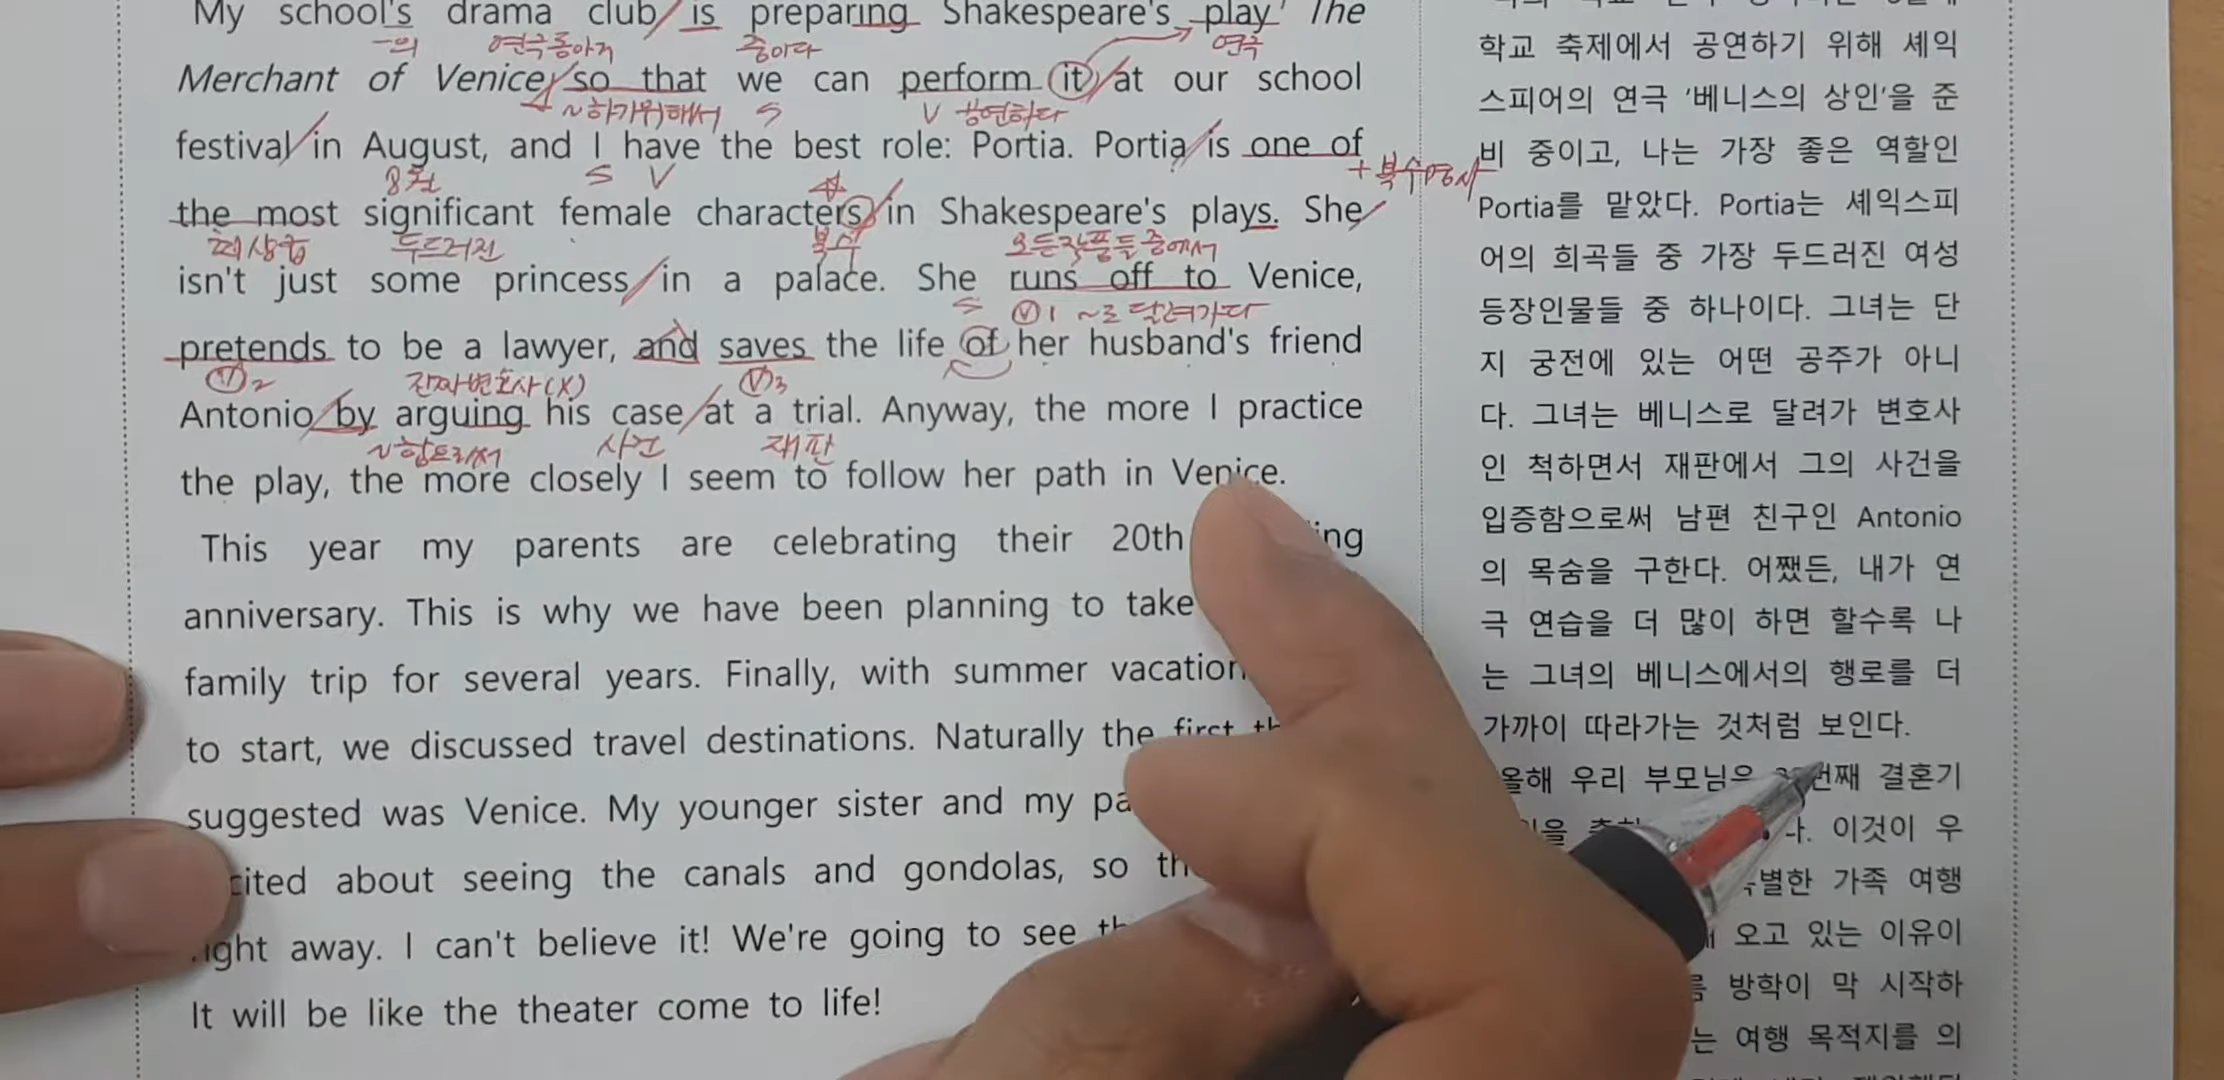 My school's drama club is preparing Shakespeare's play The
-의 연극동아리 중이다 연극
Merchant of Venice so that we can perform it at our school
~하기위해서 S V 공연하다
festival in August, and I have the best role: Portia. Portia is one of
8월 S V + 복수명사
the most significant female characters in Shakespeare's plays. She
최상급 두드러진 복수 모든작품들 중에서
isn't just some princess in a palace. She runs off to Venice,
S V1 ~로 달려가다
pretends to be a lawyer, and saves the life of her husband's friend
V2 진짜변호사(X) V3
Antonio by arguing his case at a trial. Anyway, the more I practice
~함으로써 사건 재판
the play, the more closely I seem to follow her path in Venice.
This year my parents are celebrating their 20th
anniversary. This is why we have been planning to take
family trip for several years. Finally, with summer vacation
to start, we discussed travel destinations. Naturally the first
suggested was Venice. My younger sister and my
about seeing the canals and gondolas, so
away. I can't believe it! We're going to see
It will be like the theater come to life!
학교 축제에서 공연하기 위해 셰익
스피어의 연극 '베니스의 상인'을 준
비 중이고, 나는 가장 좋은 역할인
Portia를 맡았다. Portia는 셰익스피
어의 희곡들 중 가장 두드러진 여성
등장인물들 중 하나이다. 그녀는 단
지 궁전에 있는 어떤 공주가 아니
다. 그녀는 베니스로 달려가 변호사
인 척하면서 재판에서 그의 사건을
입증함으로써 남편 친구인 Antonio
의 목숨을 구한다. 어쨌든, 내가 연
극 연습을 더 많이 하면 할수록 나
는 그녀의 베니스에서의 행로를 더
가까이 따라가는 것처럼 보인다.
올해 우리 부모님은 결혼기
이것이 우
가족 여행
오고 있는 이유이
방학이 막 시작하
는 여행 목적지를 의